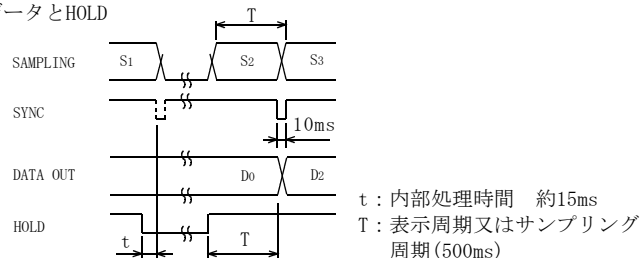 ータとHOLD
T
SAMPLING S1 S2 S3
SYNC
10ms
DATA OUT D0 D2
HOLD
t T
t：内部処理時間　約15ms
T：表示周期又はサンプリング
周期(500ms)